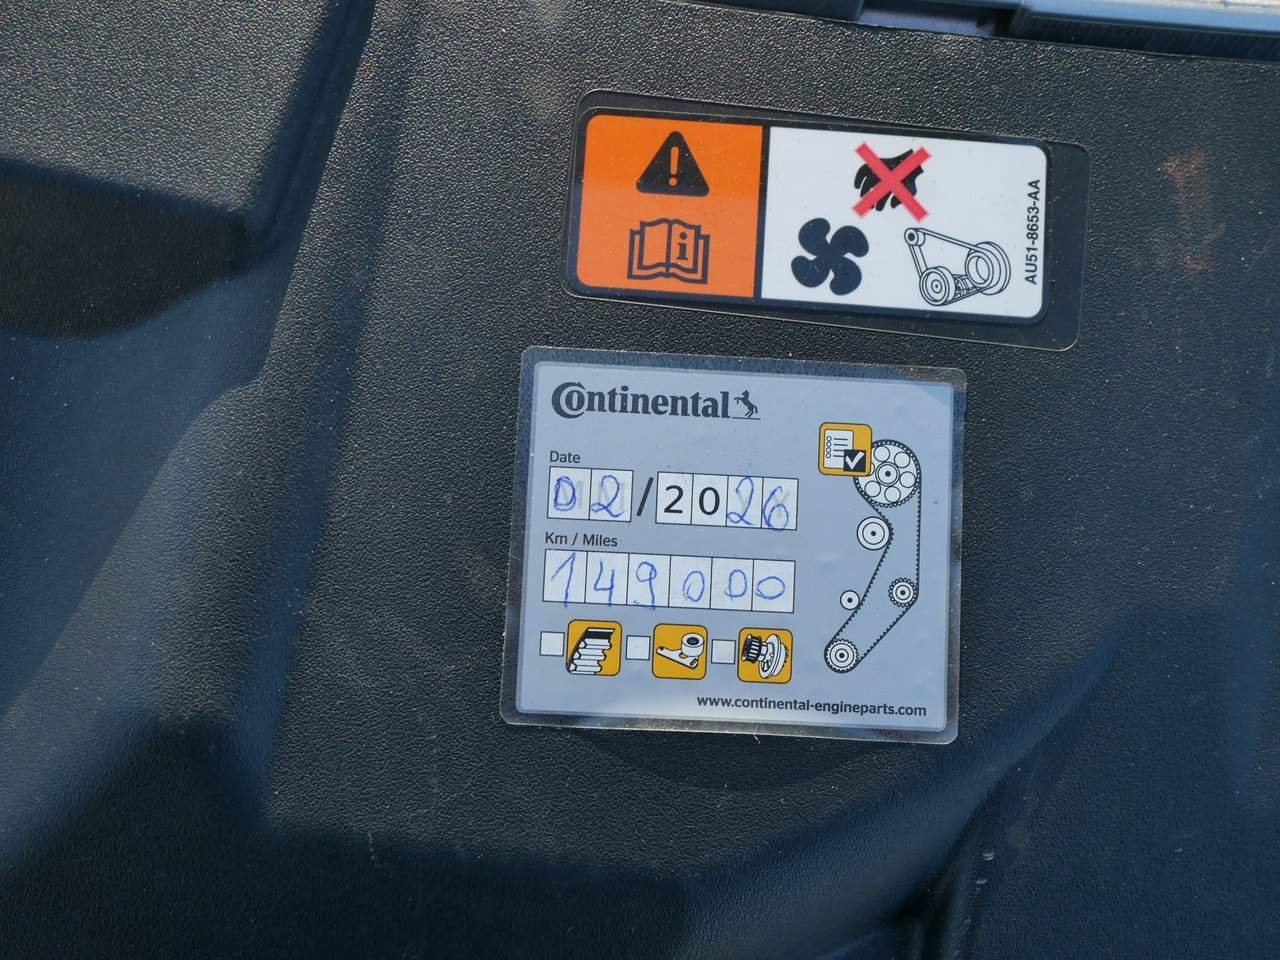 AU51-8653-AA
Continental
Date
02/2026
Km / Miles
149000
www.continental-engineparts.com